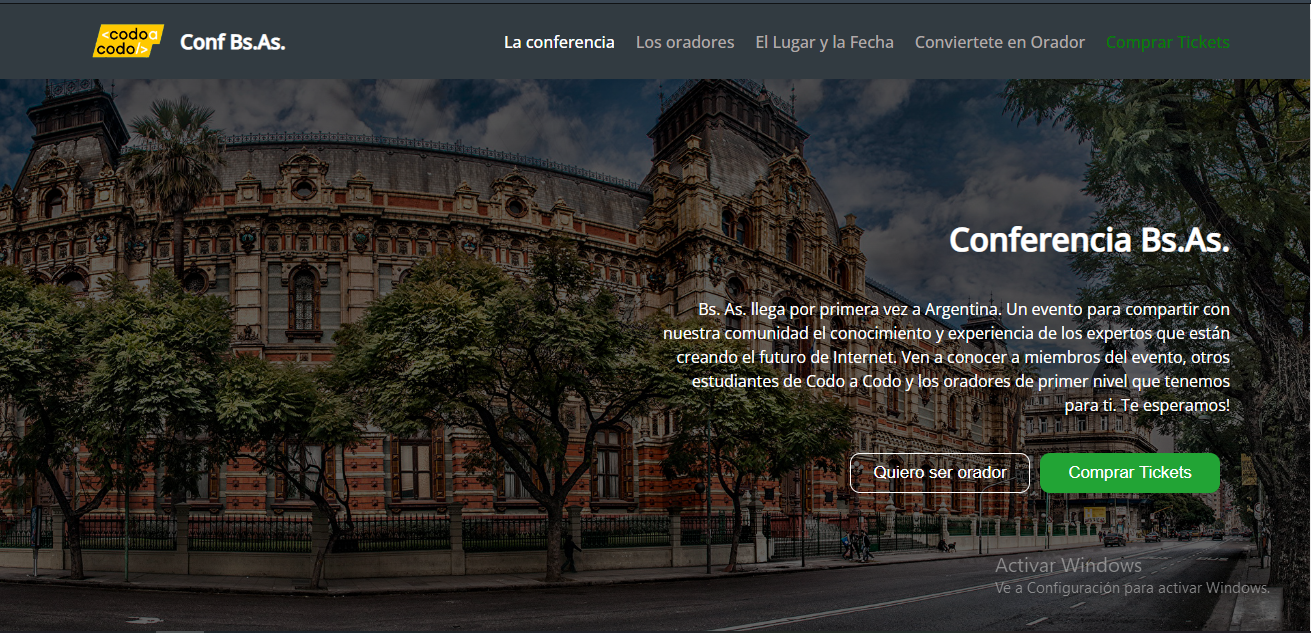 <codo a
codo/>
Conf Bs.As.
La conferencia
Los oradores
El Lugar y la Fecha
Conviertete en Orador
Comprar Tickets
Conferencia Bs.As.
Bs. As. llega por primera vez a Argentina. Un evento para compartir con
nuestra comunidad el conocimiento y experiencia de los expertos que están
creando el futuro de Internet. Ven a conocer a miembros del evento, otros
estudiantes de Codo a Codo y los oradores de primer nivel que tenemos
para ti. Te esperamos!
Quiero ser orador
Comprar Tickets
Activar Windows
Ve a Configuración para activar Windows.